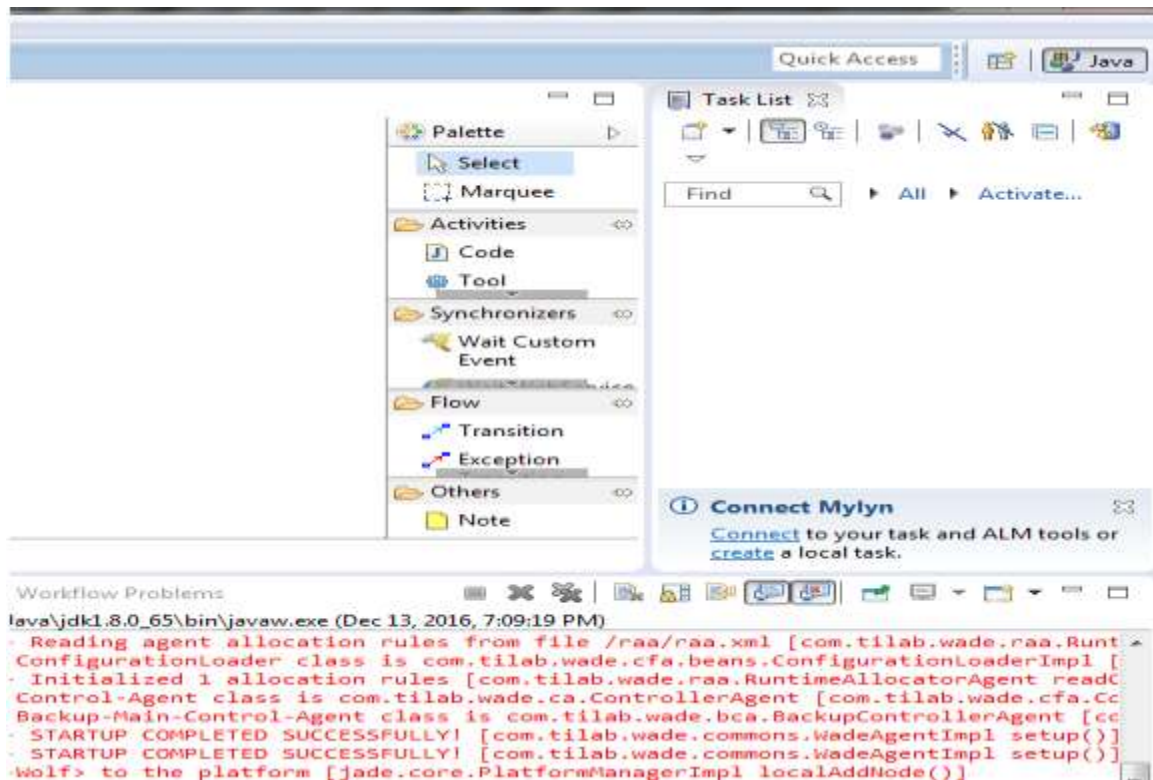 Quick Access
Java
Task List
Palette
Select
Marquee
Find
All
Activate...
Activities
Code
Tool
Synchronizers
Wait Custom
Event
Flow
Transition
Exception
Others
Note
Connect Mylyn
Connect to your task and ALM tools or
create a local task.
Workflow Problems
lava\jdk1.8.0_65\bin\javaw.exe (Dec 13, 2016, 7:09:19 PM)
- Reading agent allocation rules from file /raa/raa.xml [com.tilab.wade.raa.Runt
ConfigurationLoader class is com.tilab.wade.cfa.beans.ConfigurationLoaderImpl [
- Initialized 1 allocation rules [com.tilab.wade.raa.RuntimeAllocatorAgent readC
Control-Agent class is com.tilab.wade.ca.ControllerAgent [com.tilab.wade.cfa.Cc
Backup-Main-Control-Agent class is com.tilab.wade.bca.BackupControllerAgent [cc
- STARTUP COMPLETED SUCCESSFULLY! [com.tilab.wade.commons.WadeAgentImpl setup()]
- STARTUP COMPLETED SUCCESSFULLY! [com.tilab.wade.commons.WadeAgentImpl setup()]
-Wolf> to the platform [jade.core.PlatformManagerImpl localAddNode()]